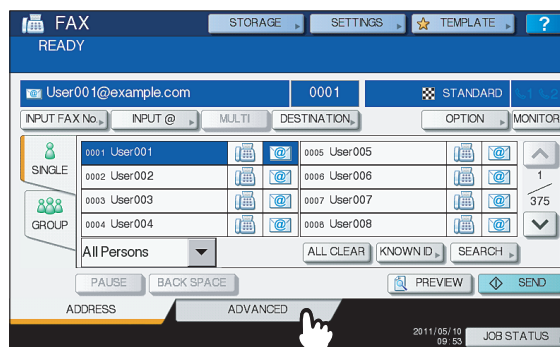 FAX STORAGE SETTINGS TEMPLATE ?
READY
User001@example.com 0001 STANDARD 1 2
INPUT FAX No. INPUT @ MULTI DESTINATION OPTION MONITOR
SINGLE
GROUP
0001 User001 @ 0005 User005 @
0002 User002 @ 0006 User006 @
0003 User003 @ 0007 User007 @
0004 User004 @ 0008 User008 @
1
375
All Persons ALL CLEAR KNOWN ID SEARCH
PAUSE BACK SPACE PREVIEW SEND
ADDRESS ADVANCED
2011/05/10
09:53
JOB STATUS